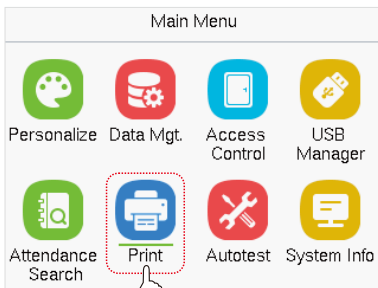 Main Menu
Personalize
Data Mgt.
Access
Control
USB
Manager
Attendance
Search
Print
Autotest
System Info